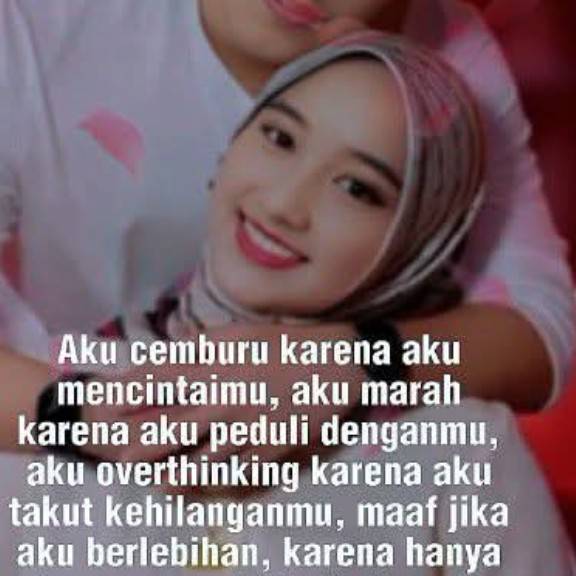 Aku cemburu karena aku
mencintaimu, aku marah
karena aku peduli denganmu,
aku overthinking karena aku
takut kehilanganmu, maaf jika
aku berlebihan, karena hanya